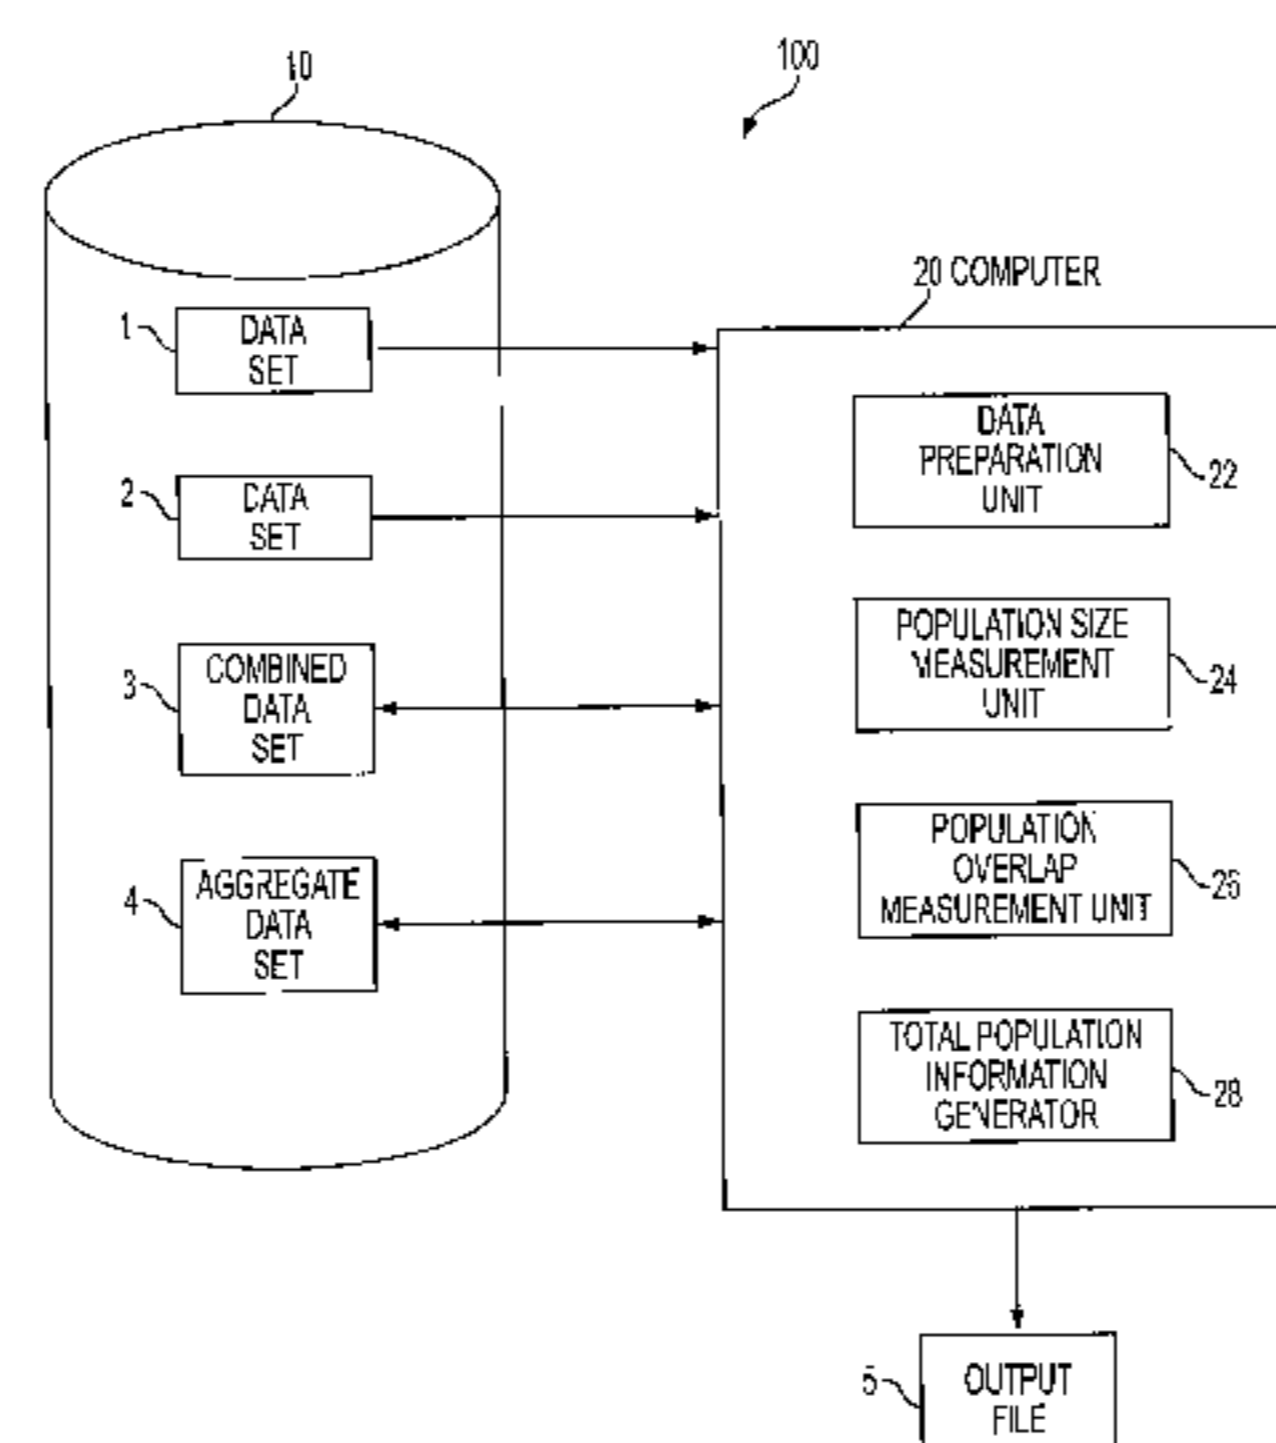 10
100
20 COMPUTER
1
DATA
SET
2
DATA
SET
3
COMBINED
DATA
SET
4
AGGREGATE
DATA
SET
DATA
PREPARATION
UNIT
22
POPULATION SIZE
MEASUREMENT
UNIT
24
POPULATION
OVERLAP
MEASUREMENT UNIT
26
TOTAL POPULATION
INFORMATION
GENERATOR
28
5
OUTPUT
FILE